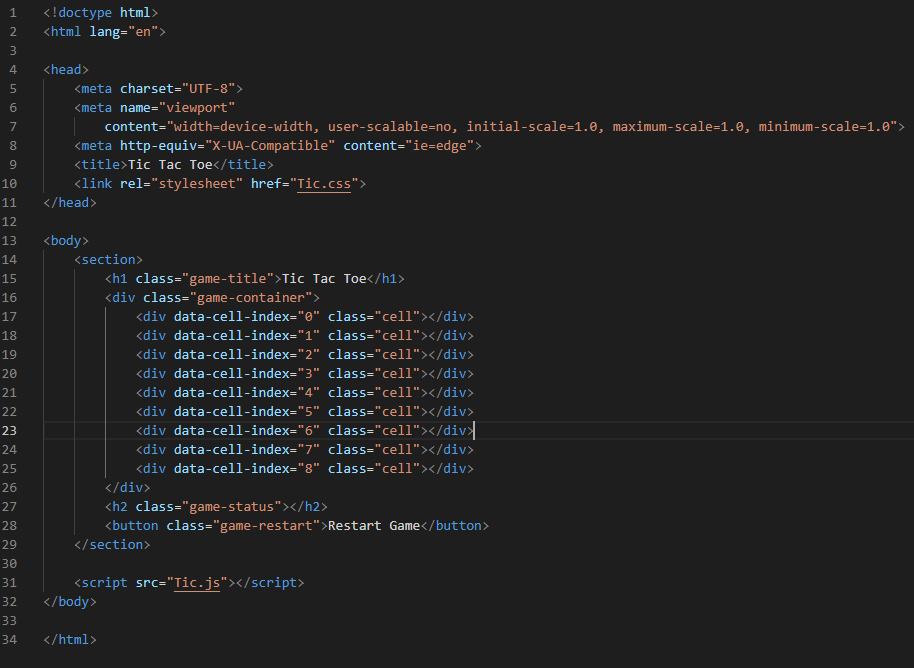 1 <!doctype html>
2 <html lang="en">
3
4 <head>
5     <meta charset="UTF-8">
6     <meta name="viewport"
7         content="width=device-width, user-scalable=no, initial-scale=1.0, maximum-scale=1.0, minimum-scale=1.0">
8     <meta http-equiv="X-UA-Compatible" content="ie=edge">
9     <title>Tic Tac Toe</title>
10     <link rel="stylesheet" href="Tic.css">
11 </head>
12
13 <body>
14     <section>
15         <h1 class="game-title">Tic Tac Toe</h1>
16         <div class="game-container">
17             <div data-cell-index="0" class="cell"></div>
18             <div data-cell-index="1" class="cell"></div>
19             <div data-cell-index="2" class="cell"></div>
20             <div data-cell-index="3" class="cell"></div>
21             <div data-cell-index="4" class="cell"></div>
22             <div data-cell-index="5" class="cell"></div>
23             <div data-cell-index="6" class="cell"></div>
24             <div data-cell-index="7" class="cell"></div>
25             <div data-cell-index="8" class="cell"></div>
26         </div>
27         <h2 class="game-status"></h2>
28         <button class="game-restart">Restart Game</button>
29     </section>
30
31     <script src="Tic.js"></script>
32 </body>
33
34 </html>